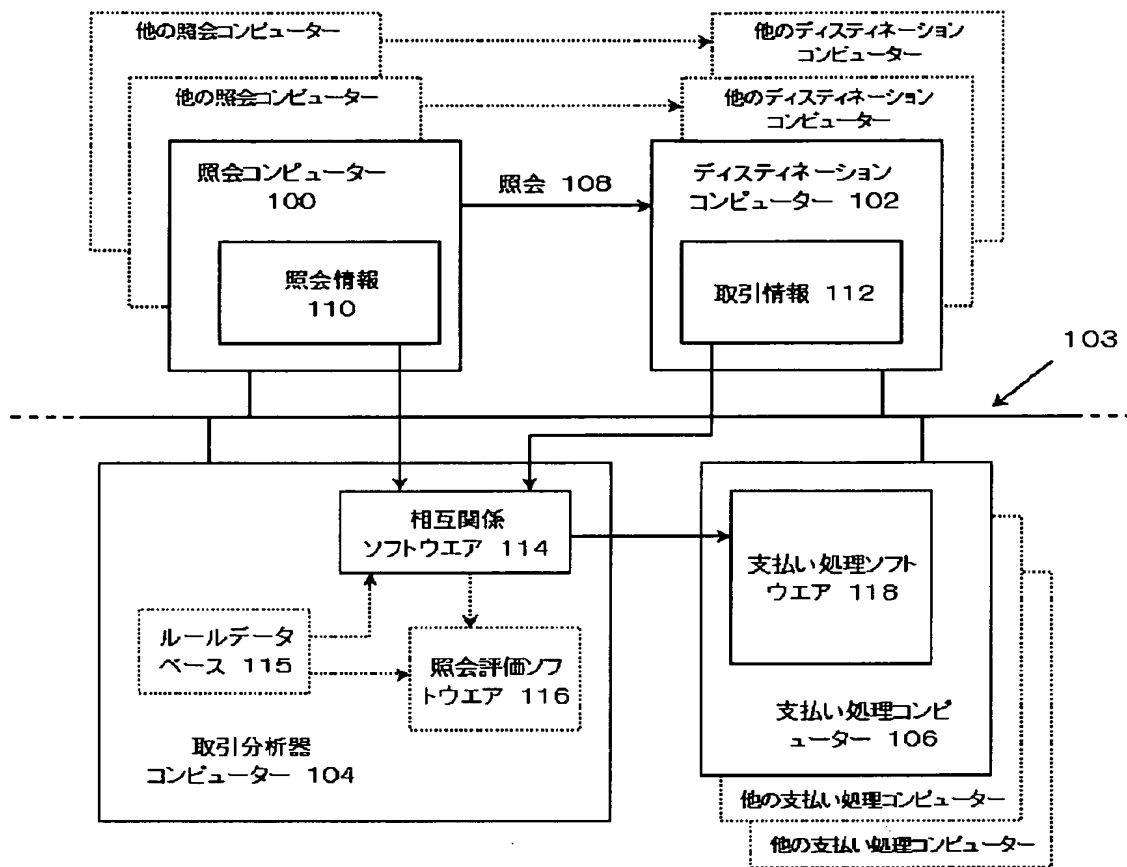 他の照会コンピューター
他のディスティネーション
コンピューター
他の照会コンピューター
他のディスティネーション
コンピューター
照会コンピューター
100
照会 108
ディスティネーション
コンピューター 102
照会情報
110
取引情報 112
103
相互関係
ソフトウエア 114
支払い処理ソフト
ウエア 118
ルールデータ
ベース 115
照会評価ソフ
トウエア 116
取引分析器
コンピューター 104
支払い処理コンピ
ューター 106
他の支払い処理コンピューター
他の支払い処理コンピューター